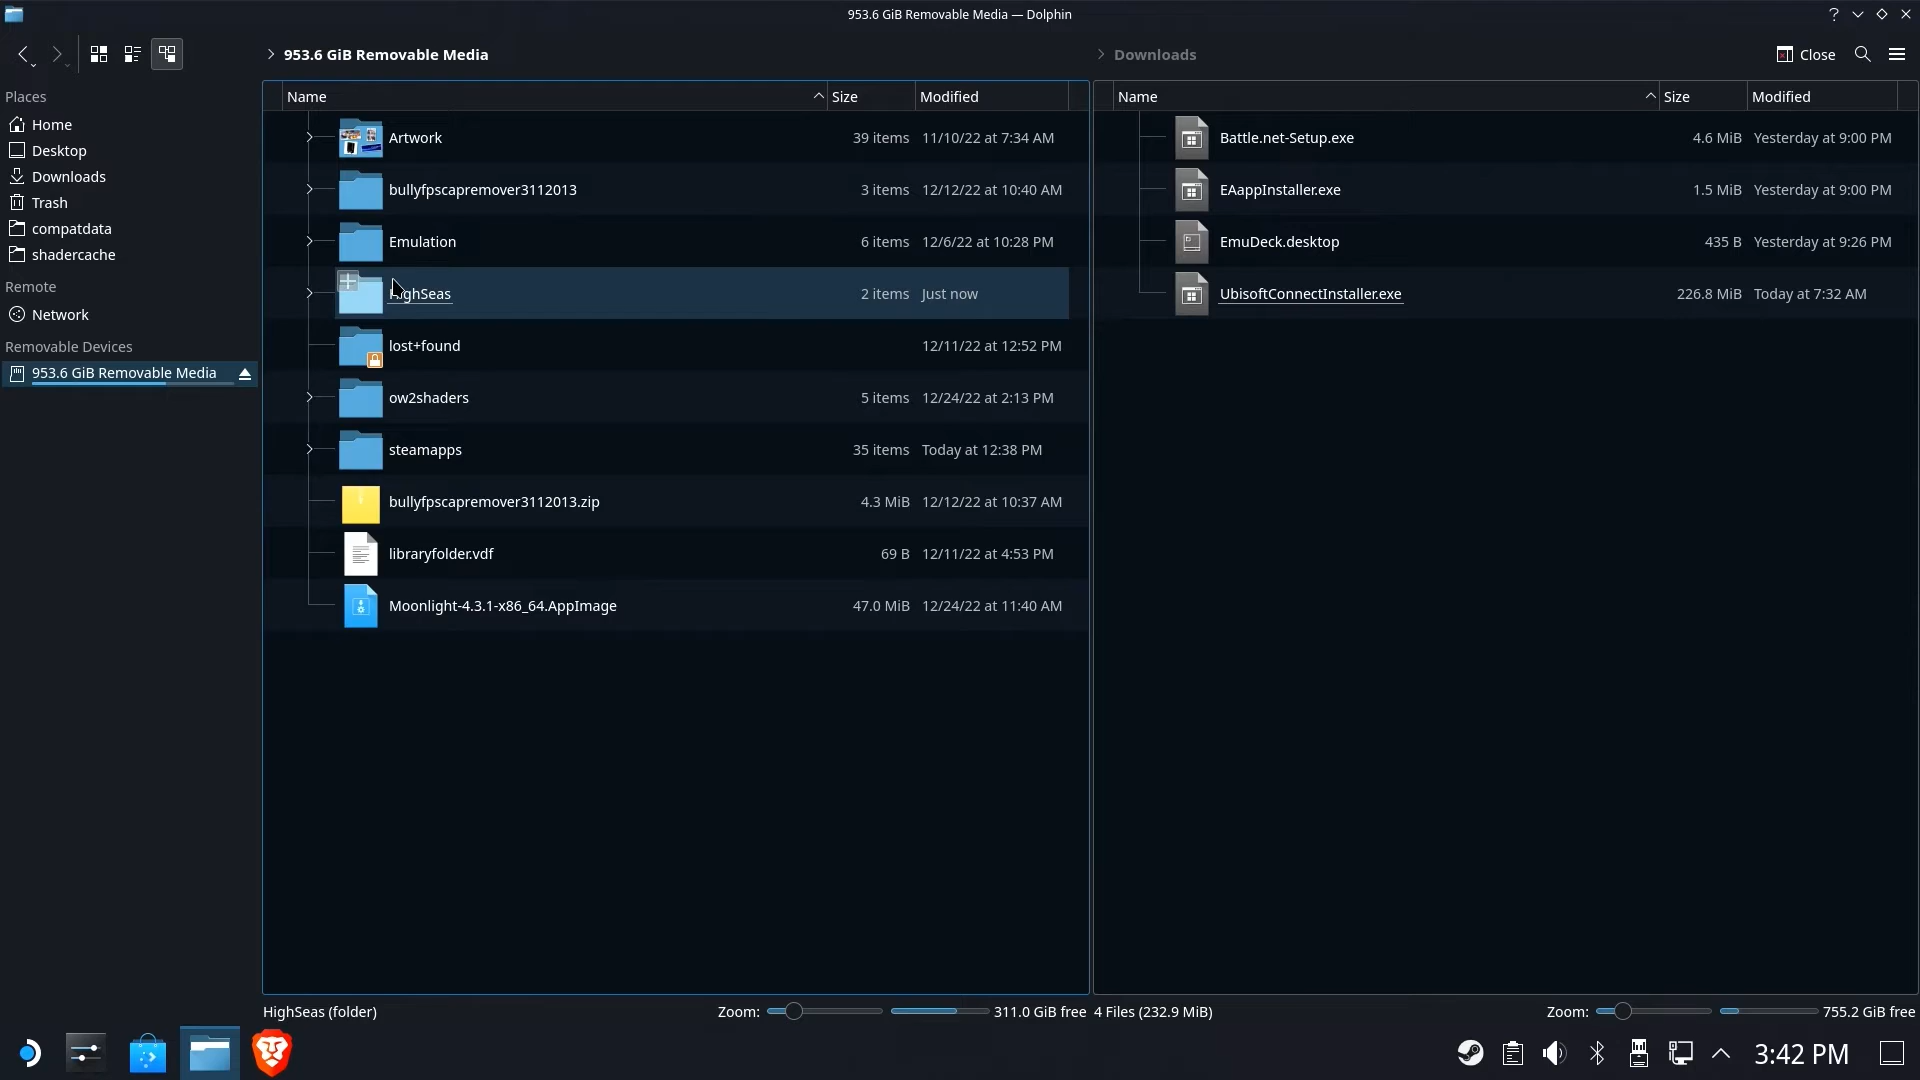 953.6 GiB Removable Media — Dolphin
953.6 GiB Removable Media
Downloads
Close
Places
Home
Desktop
Downloads
Trash
compatdata
shadercache
Remote
Network
Removable Devices
953.6 GiB Removable Media
Name Size Modified
Artwork 39 items 11/10/22 at 7:34 AM
bullyfpscapremover3112013 3 items 12/12/22 at 10:40 AM
Emulation 6 items 12/6/22 at 10:28 PM
HighSeas 2 items Just now
lost+found 12/11/22 at 12:52 PM
ow2shaders 5 items 12/24/22 at 2:13 PM
steamapps 35 items Today at 12:38 PM
bullyfpscapremover3112013.zip 4.3 MiB 12/12/22 at 10:37 AM
libraryfolder.vdf 69 B 12/11/22 at 4:53 PM
Moonlight-4.3.1-x86_64.AppImage 47.0 MiB 12/24/22 at 11:40 AM
Name Size Modified
Battle.net-Setup.exe 4.6 MiB Yesterday at 9:00 PM
EAappInstaller.exe 1.5 MiB Yesterday at 9:00 PM
EmuDeck.desktop 435 B Yesterday at 9:26 PM
UbisoftConnectInstaller.exe 226.8 MiB Today at 7:32 AM
HighSeas (folder) Zoom: 311.0 GiB free
4 Files (232.9 MiB) Zoom: 755.2 GiB free
3:42 PM